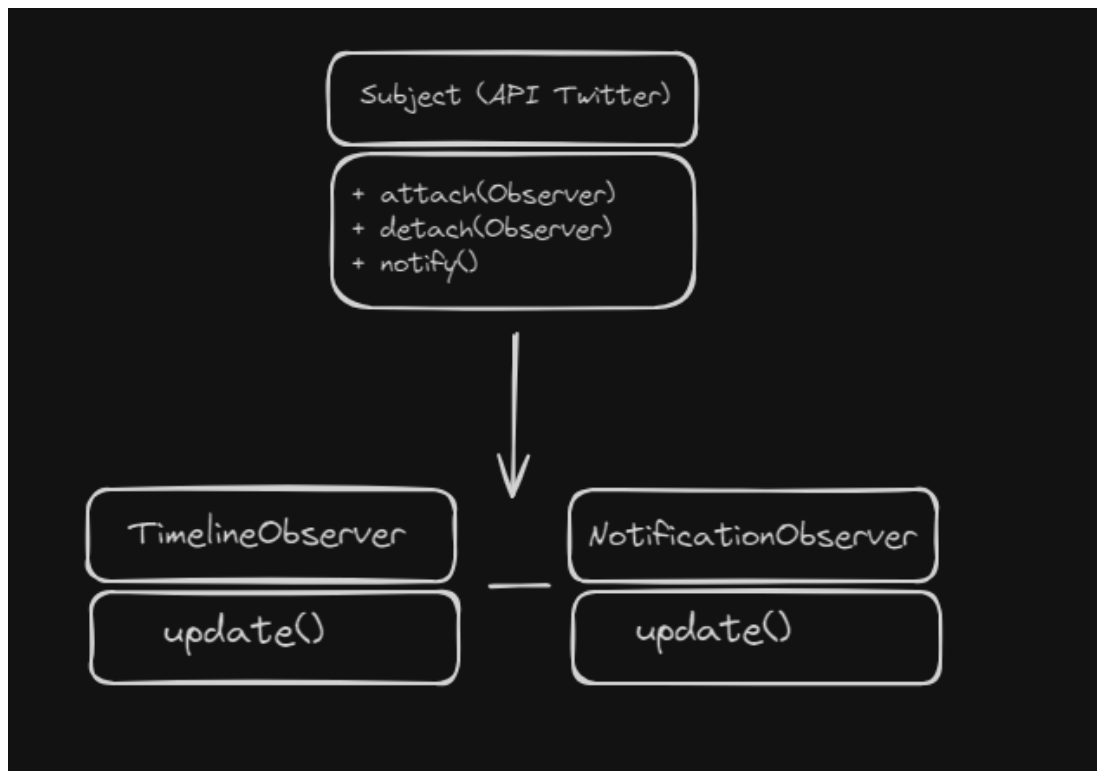 Subject (API Twitter)
+ attach(Observer)
+ detach(Observer)
+ notify()
TimelineObserver
update()
NotificationObserver
update()